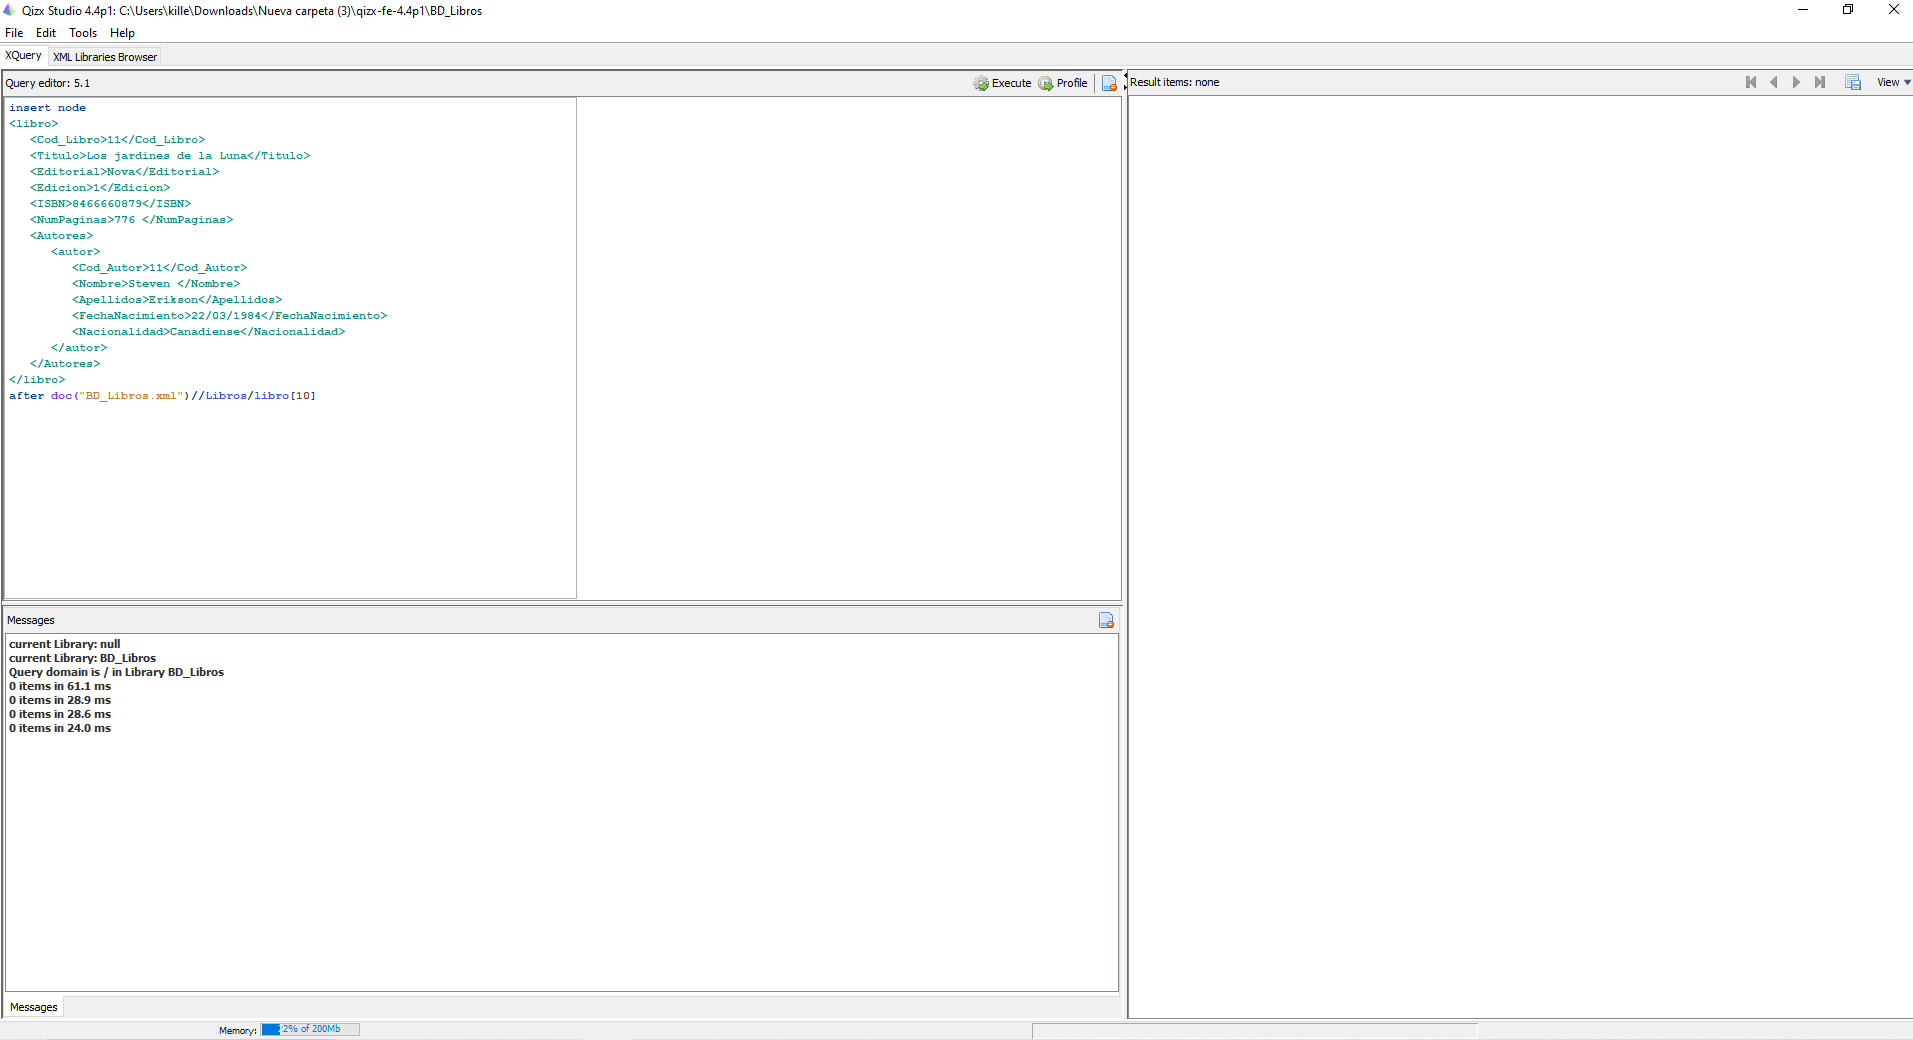 Qizx Studio 4.4p1: C:\Users\kille\Downloads\Nueva carpeta (3)\qizx-fe-4.4p1\BD_Libros
File Edit Tools Help
XQuery XML Libraries Browser
Query editor: 5.1 Execute Profile
insert node
<libro>
   <Cod_Libro>11</Cod_Libro>
   <Titulo>Los jardines de la Luna</Titulo>
   <Editorial>Nova</Editorial>
   <Edicion>1</Edicion>
   <ISBN>8466660879</ISBN>
   <NumPaginas>776 </NumPaginas>
   <Autores>
      <autor>
         <Cod_Autor>11</Cod_Autor>
         <Nombre>Steven </Nombre>
         <Apellidos>Erikson</Apellidos>
         <FechaNacimiento>22/03/1984</FechaNacimiento>
         <Nacionalidad>Canadiense</Nacionalidad>
      </autor>
   </Autores>
</libro>
after doc("BD_Libros.xml")//Libros/libro[10]
Result items: none View
Messages
current Library: null
current Library: BD_Libros
Query domain is / in Library BD_Libros
0 items in 61.1 ms
0 items in 28.9 ms
0 items in 28.6 ms
0 items in 24.0 ms
Messages
Memory: 2% of 200Mb